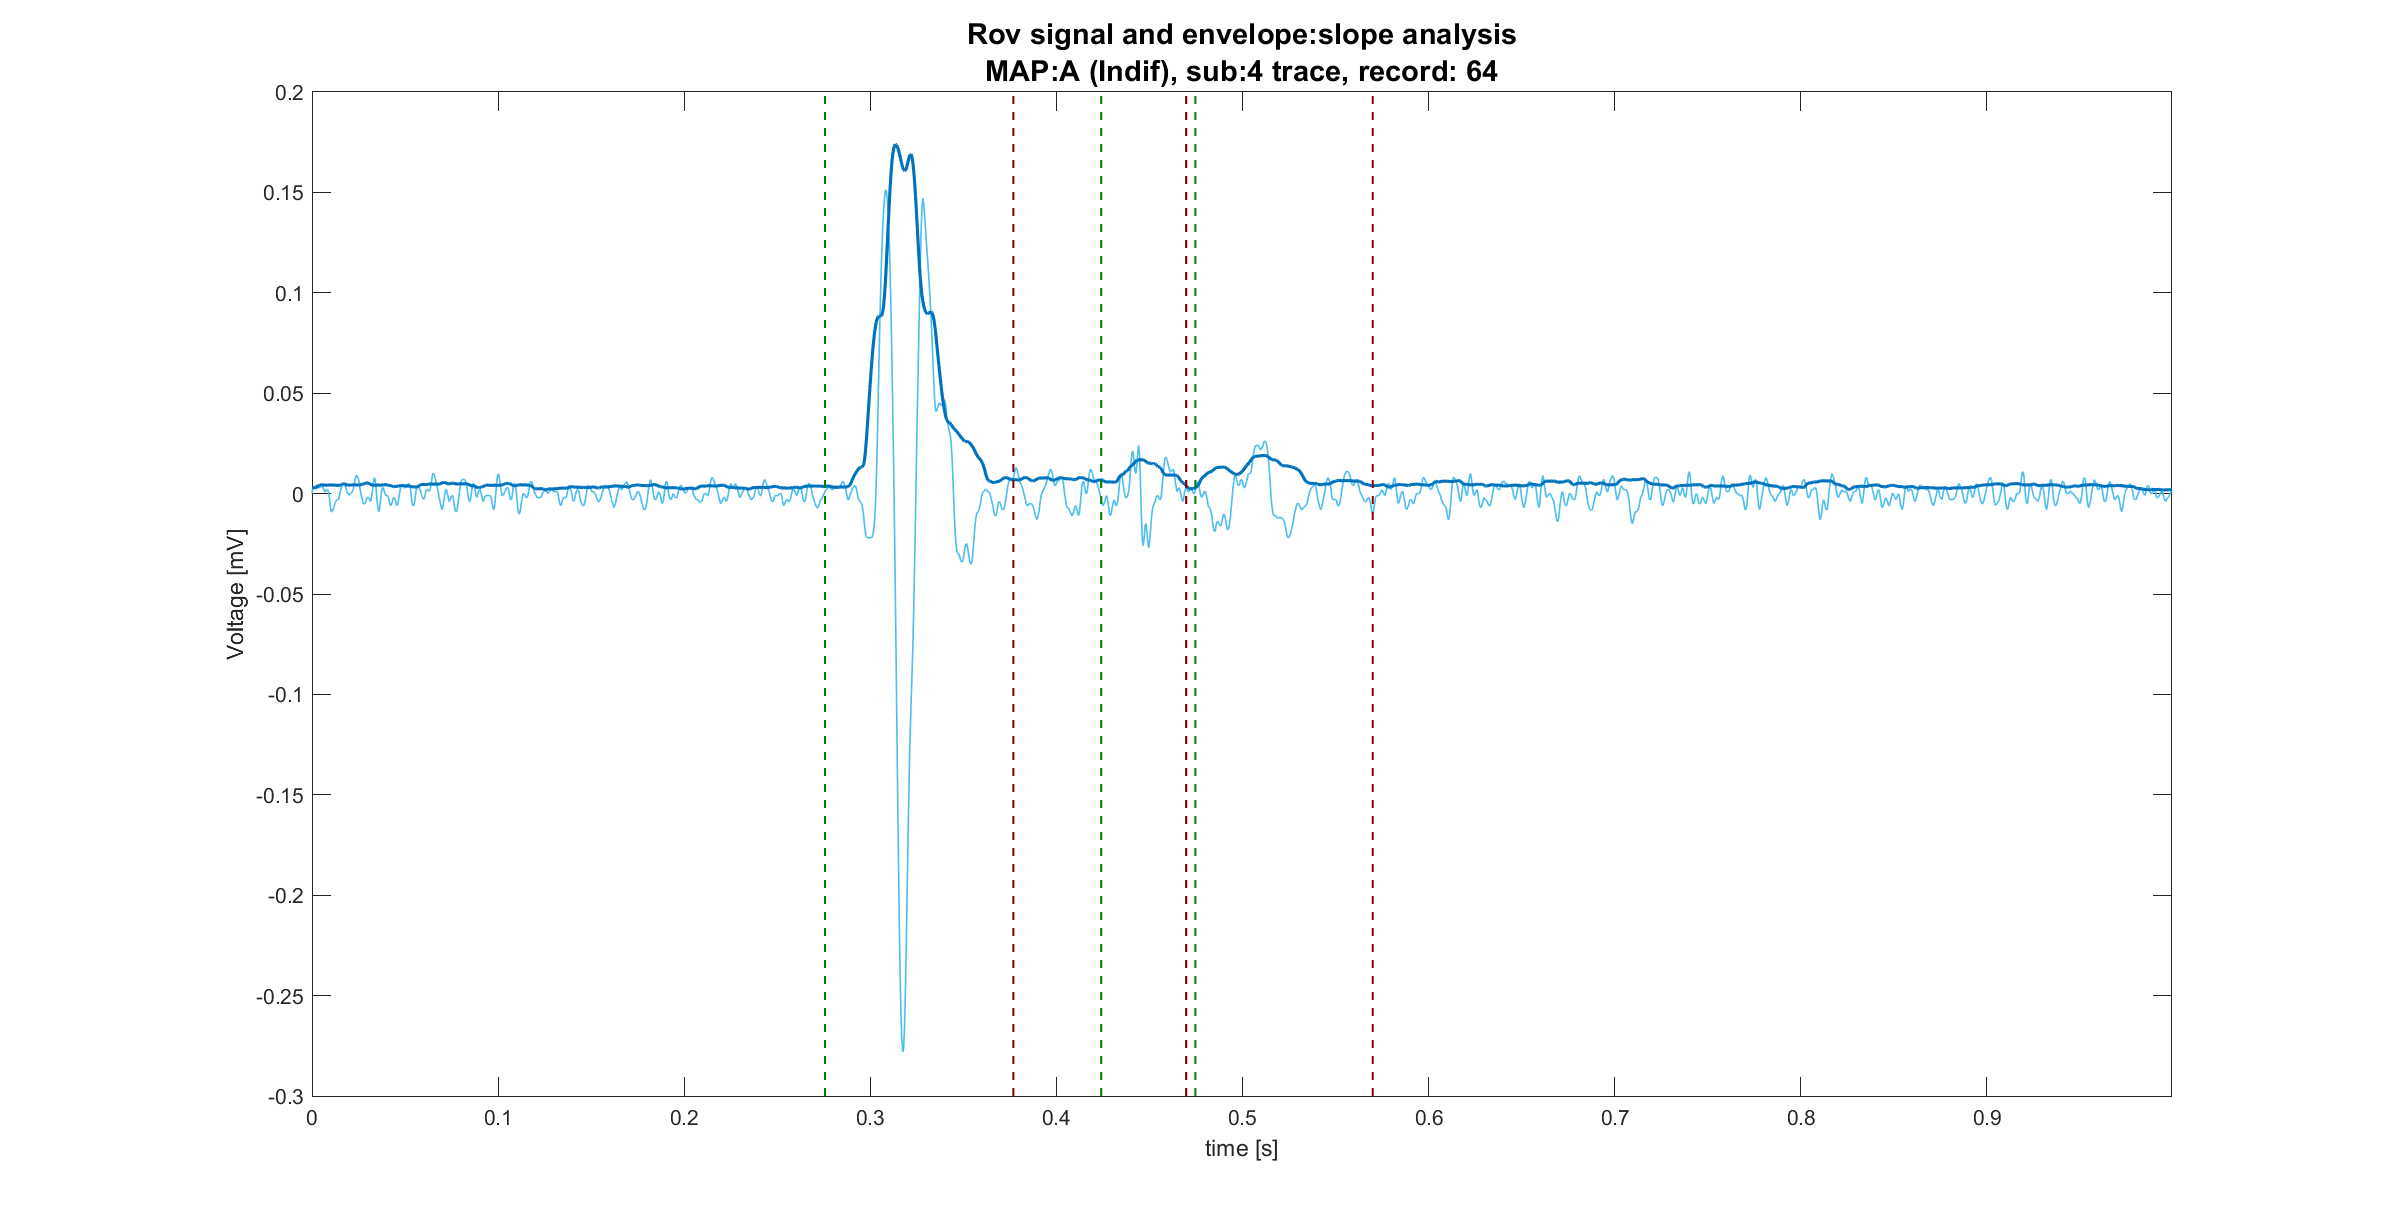 Rov signal and envelope:slope analysis
MAP:A (Indif), sub:4 trace, record: 64
0.2
0.15
0.1
0.05
0
-0.05
-0.1
-0.15
-0.2
-0.25
-0.3
Voltage [mV]
0 0.1 0.2 0.3 0.4 0.5 0.6 0.7 0.8 0.9
time [s]